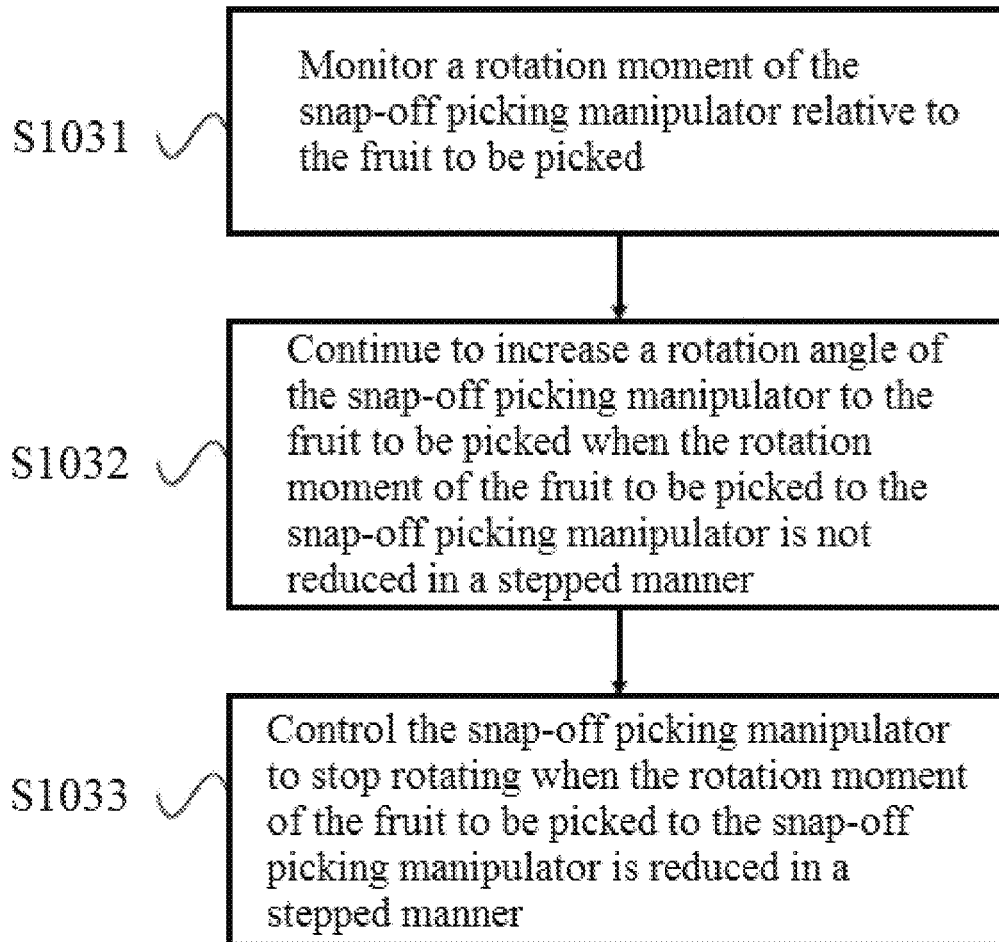 S1031
Monitor a rotation moment of the
snap-off picking manipulator relative to
the fruit to be picked
S1032
Continue to increase a rotation angle of
the snap-off picking manipulator to the
fruit to be picked when the rotation
moment of the fruit to be picked to the
snap-off picking manipulator is not
reduced in a stepped manner
S1033
Control the snap-off picking manipulator
to stop rotating when the rotation moment
of the fruit to be picked to the snap-off
picking manipulator is reduced in a
stepped manner